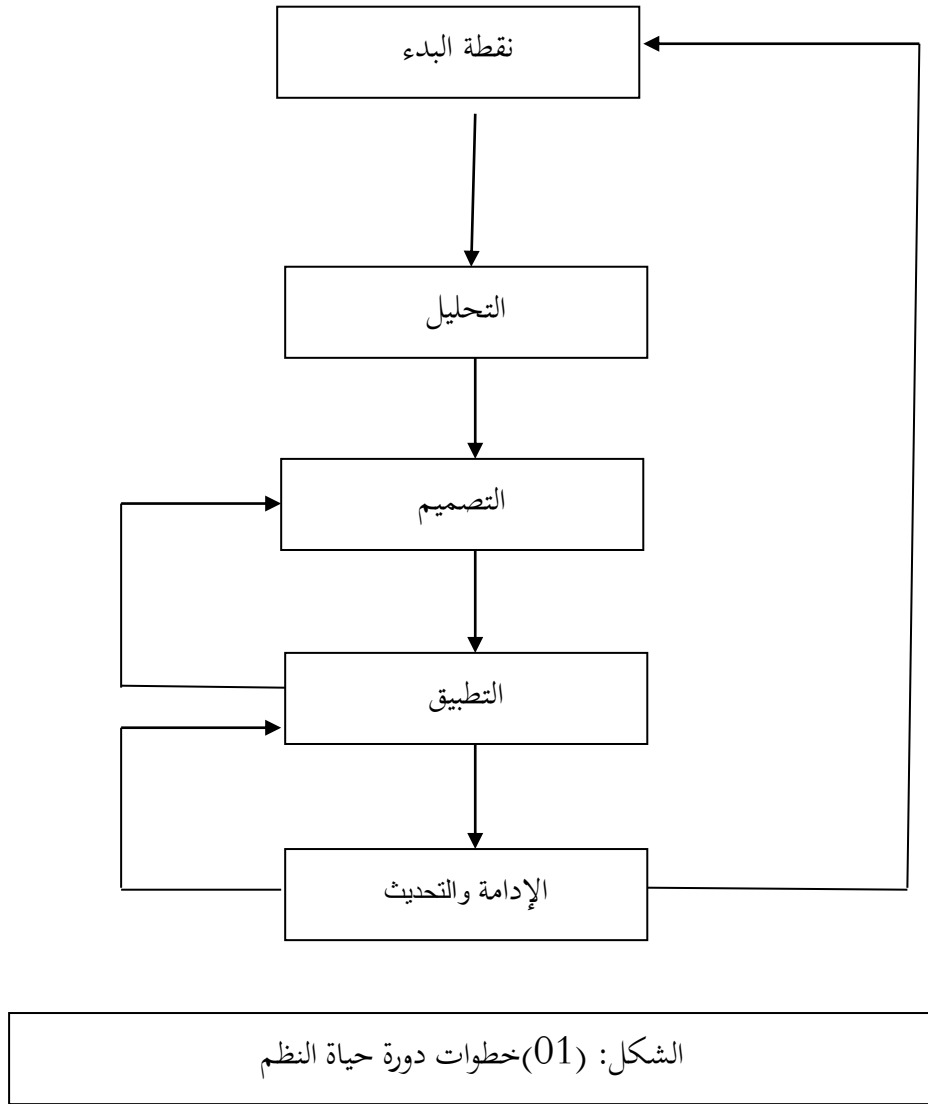 نقطة البدء
التحليل
التصميم
التطبيق
الإدامة والتحديث
الشكل: (01)خطوات دورة حياة النظم